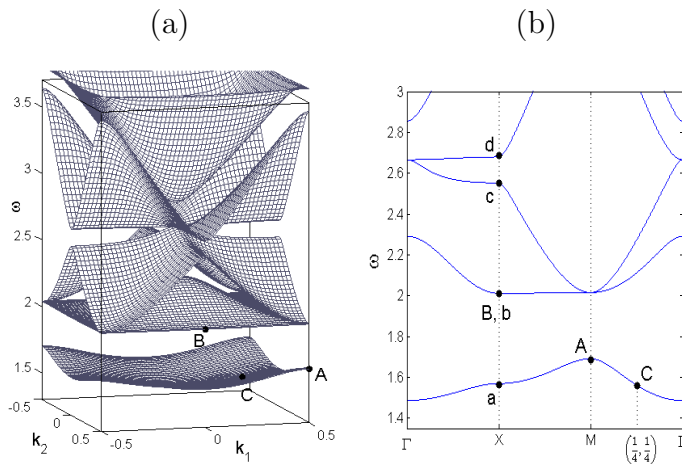 (a)
(b)
3.5
3
2.5
2
1.5
ω
-0.5
0
0.5
k₂
-0.5
0
0.5
k₁
B
C
A
3
2.8
2.6
2.4
2.2
2
1.8
1.6
1.4
ω
d
c
B, b
A
a
C
Γ
X
M
(1/4, 1/4)